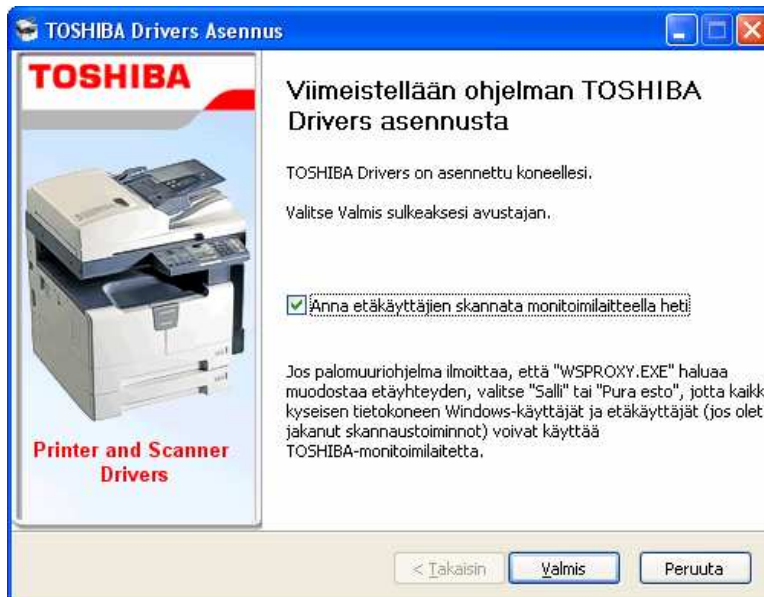 TOSHIBA Drivers Asennus
TOSHIBA
Printer and Scanner
Drivers
Viimeistellään ohjelman TOSHIBA
Drivers asennusta
TOSHIBA Drivers on asennettu koneellesi.
Valitse Valmis sulkeaksesi avustajan.
Anna etäkäyttäjien skannata monitoimilaitteella heti
Jos palomuuriohjelma ilmoittaa, että "WSPROXY.EXE" haluaa
muodostaa etäyhteyden, valitse "Salli" tai "Pura esto", jotta kaikk
kyseisen tietokoneen Windows-käyttäjät ja etäkäyttäjät (jos olet
jakanut skannaustoiminnot) voivat käyttää
TOSHIBA-monitoimilaitetta.
< Takaisin
Valmis
Peruuta